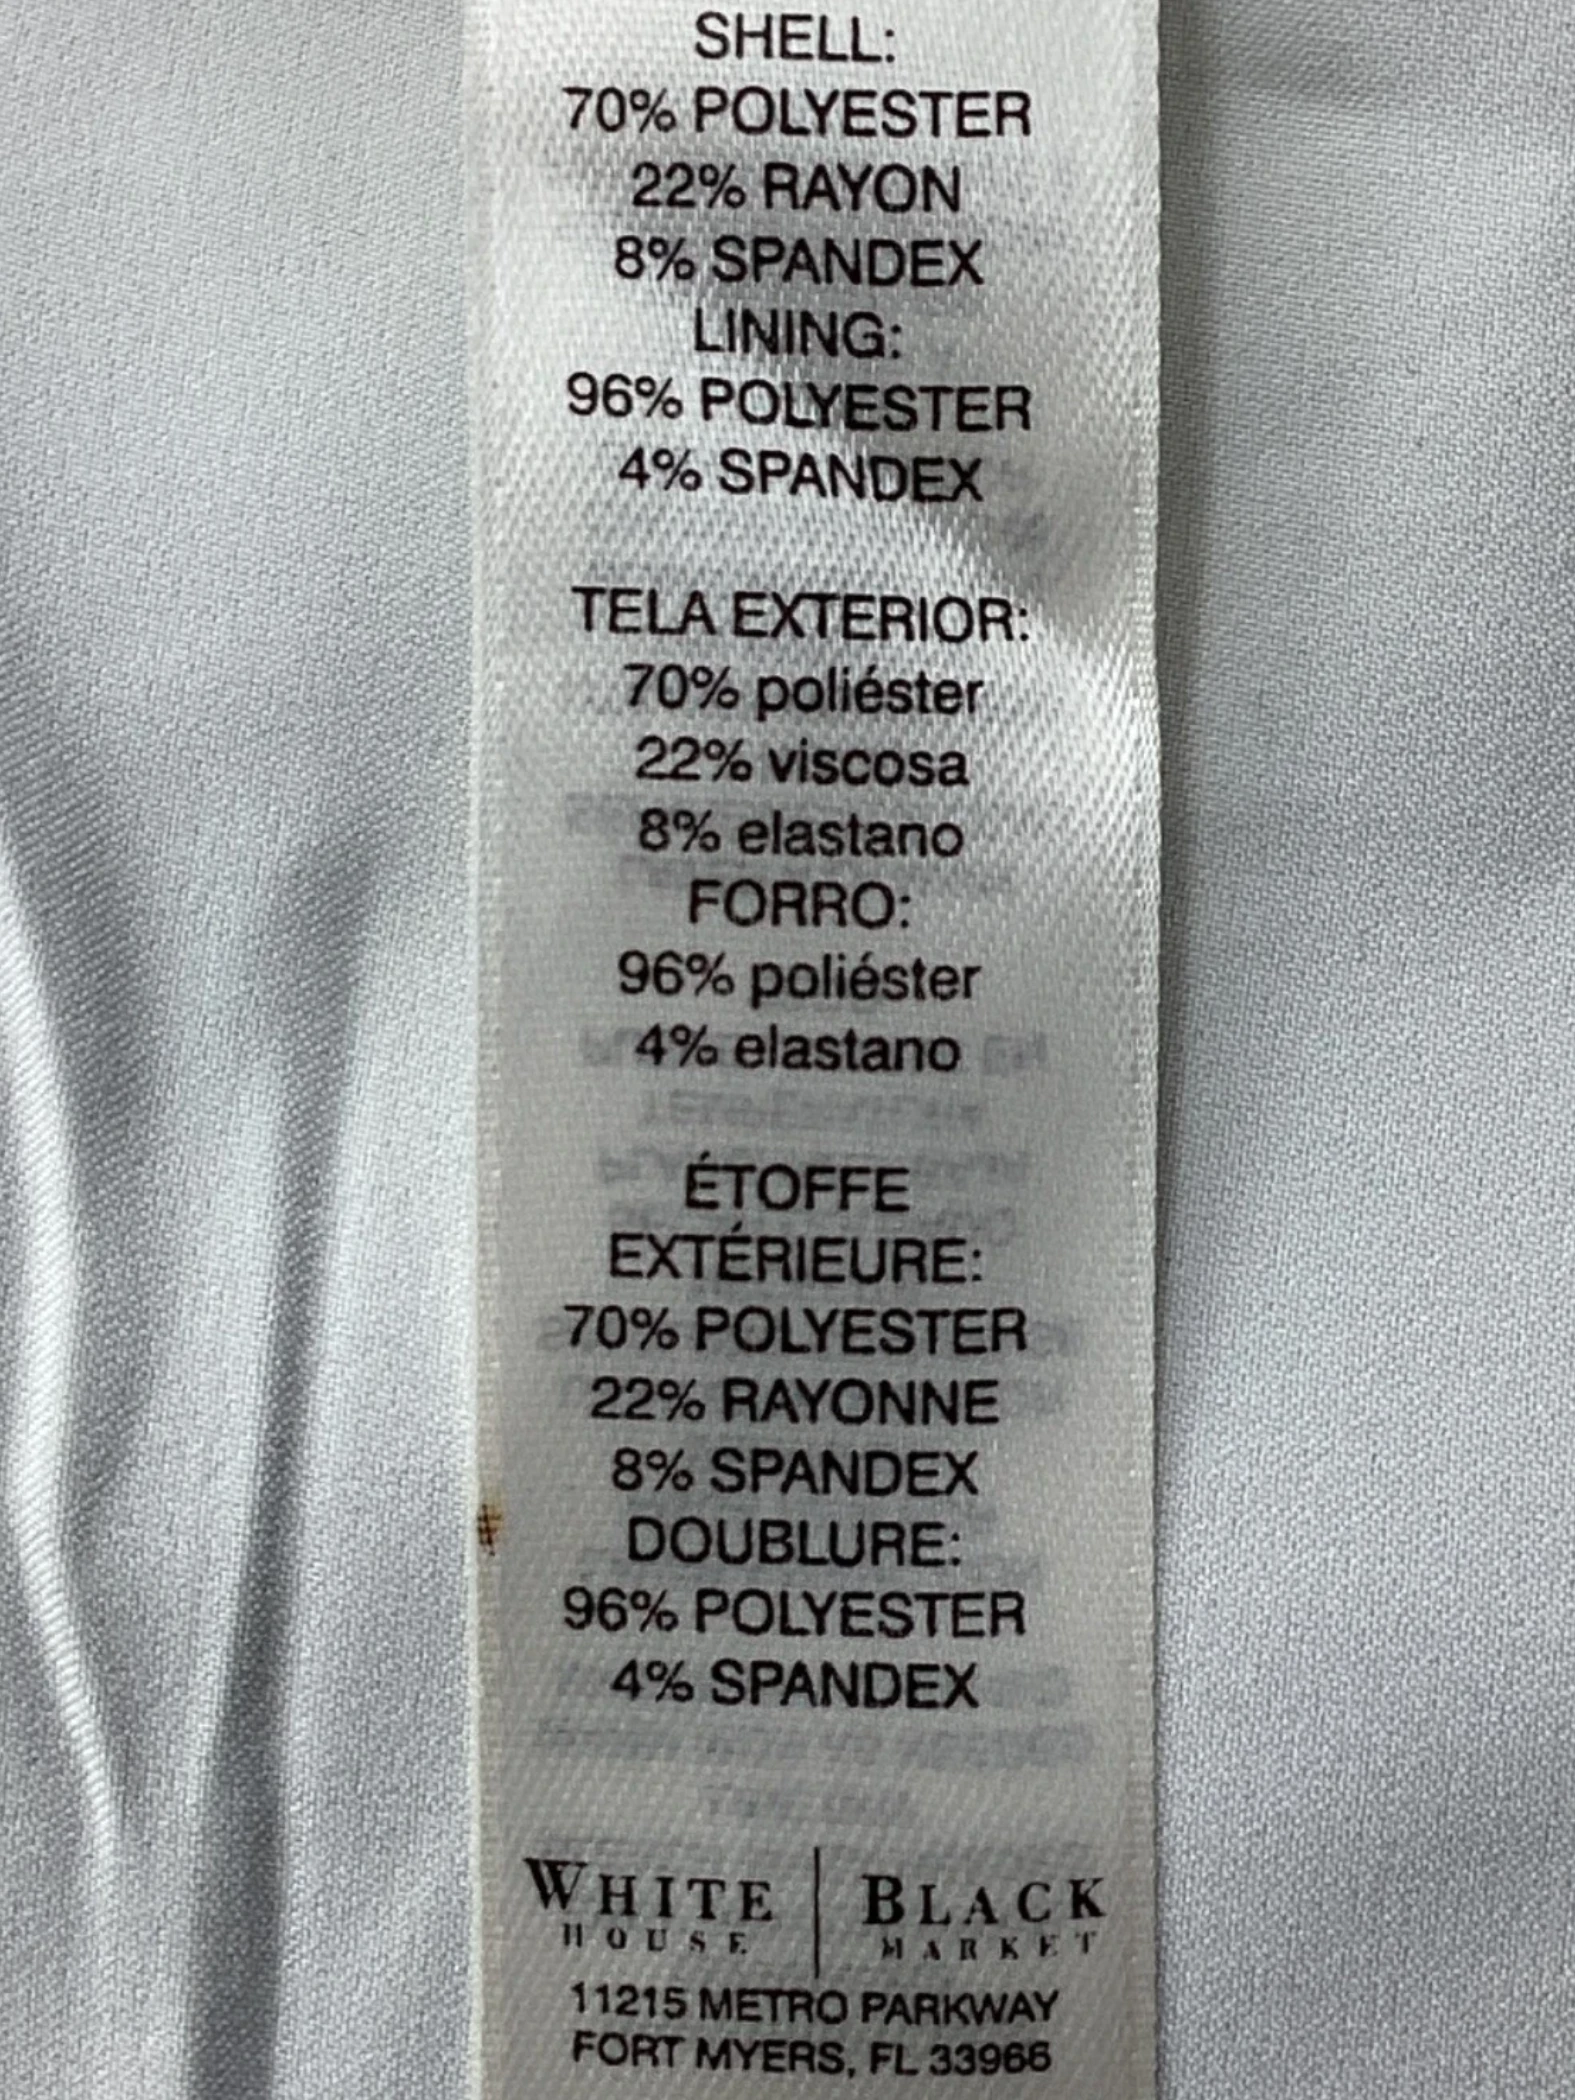 SHELL:
70% POLYESTER
22% RAYON
8% SPANDEX
LINING:
96% POLYESTER
4% SPANDEX
TELA EXTERIOR:
70% poliéster
22% viscosa
8% elastano
FORRO:
96% poliéster
4% elastano
ÉTOFFE
EXTÉRIEURE:
70% POLYESTER
22% RAYONNE
8% SPANDEX
DOUBLURE:
96% POLYESTER
4% SPANDEX
WHITE | BLACK
HOUSE MARKET
11215 METRO PARKWAY
FORT MYERS, FL 33966